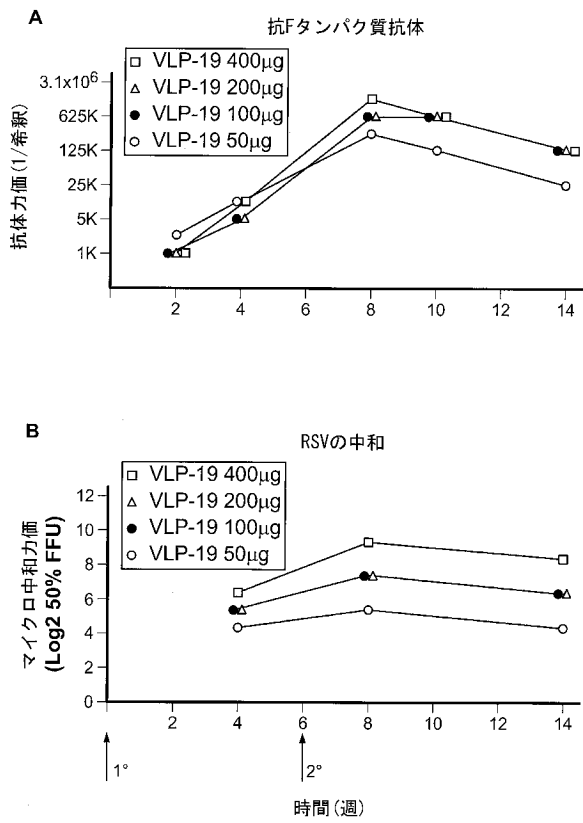 A
抗Fタンパク質抗体
VLP-19 400μg
VLP-19 200μg
VLP-19 100μg
VLP-19 50μg
抗体力価(1/希釈)
3.1x10⁶
625K
125K
25K
5K
1K
2 4 6 8 10 12 14
B
RSVの中和
VLP-19 400μg
VLP-19 200μg
VLP-19 100μg
VLP-19 50μg
マイクロ中和力価
(Log2 50% FFU)
12
10
8
6
4
2
0
2 4 6 8 10 12 14
1°
2°
時間(週)